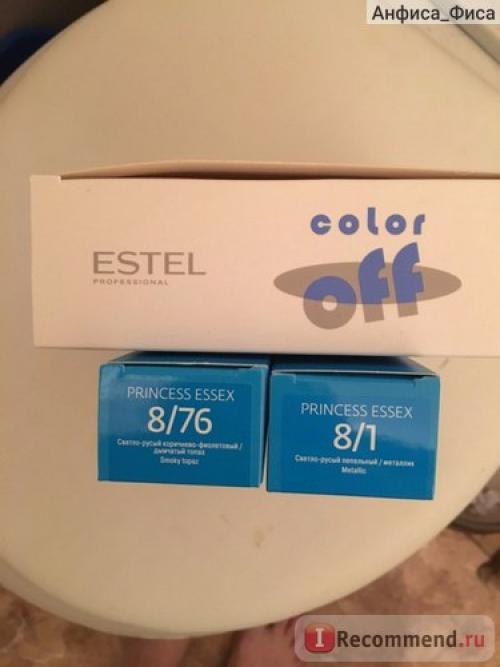 Анфиса_Фиса
color
off
ESTEL
PROFESSIONAL
PRINCESS ESSEX
8/76
Светло-русый коричнево-фиолетовый /
дымчатый топаз
Smoky topaz
PRINCESS ESSEX
8/1
Светло-русый пепельный / металлик
Metallic
I Recommend.ru